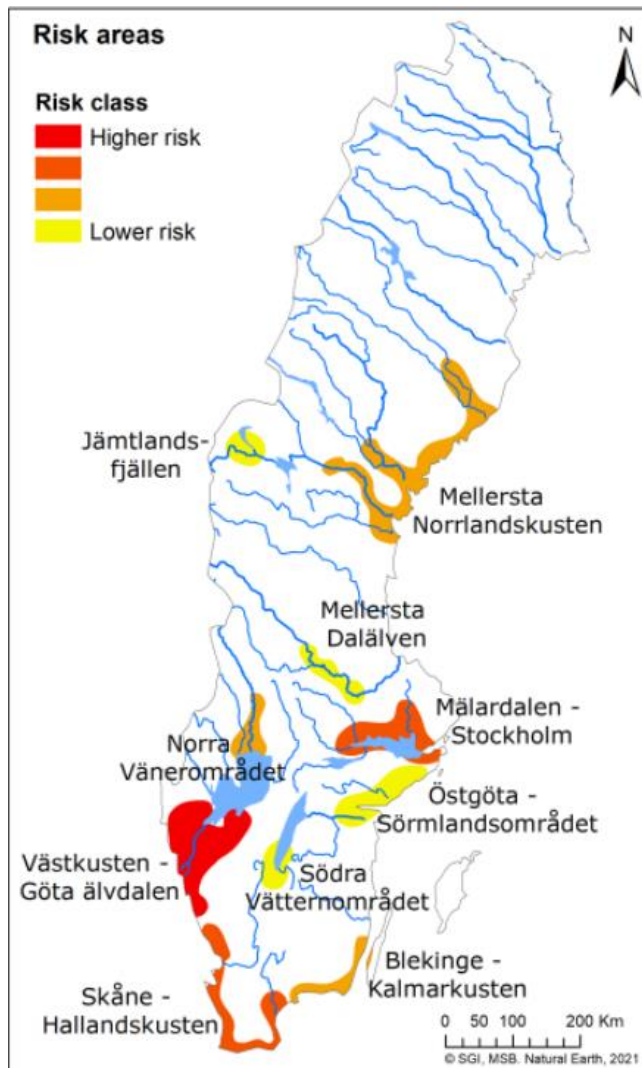 Risk areas
N
Risk class
Higher risk
Lower risk
Jämtlands-
fjällen
Mellersta
Norrlandskusten
Mellersta
Dalälven
Mälardalen -
Stockholm
Norra
Vänerområdet
Östgöta -
Sörmlandsområdet
Västkusten -
Göta älvdalen
Södra
Vätternområdet
Blekinge -
Kalmarkusten
Skåne -
Hallandskusten
0 50 100 200 Km
© SGI, MSB. Natural Earth, 2021